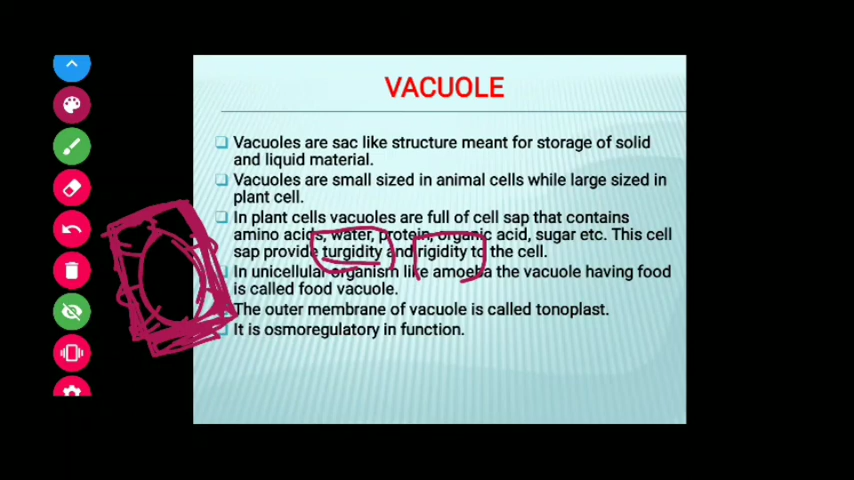 VACUOLE
Vacuoles are sac like structure meant for storage of solid
and liquid material.
Vacuoles are small sized in animal cells while large sized in
plant cell.
In plant cells vacuoles are full of cell sap that contains
amino acids, water, protein, organic acid, sugar etc. This cell
sap provide turgidity and rigidity to the cell.
In unicellular organism like amoeba the vacuole having food
is called food vacuole.
The outer membrane of vacuole is called tonoplast.
It is osmoregulatory in function.